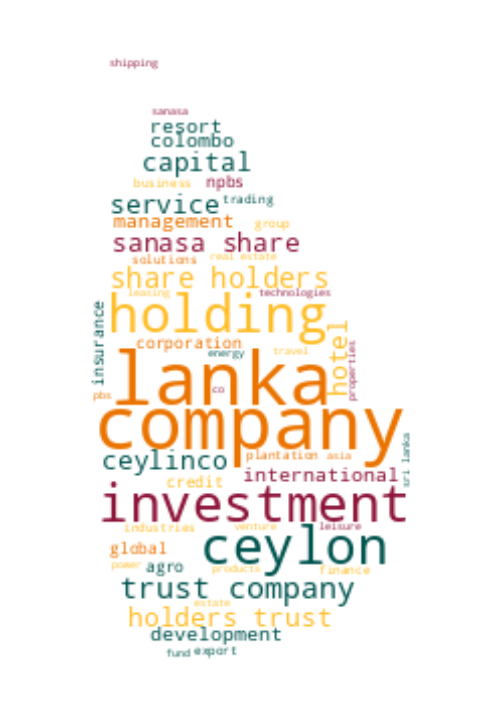 shipping
sanasa
resort
colombo
capital
business npbs
service trading
management group
sanasa share
solutions real estate
share holders
leasing technologies
holding
insurance
corporation
hotel
energy travel
properties
lanka
co
pbs
company
sri lanka
ceylinco plantation asia
international
credit
investment
industries venture leisure
ceylon
global
power agro products finance
trust company
estate
holders trust
development
fund export